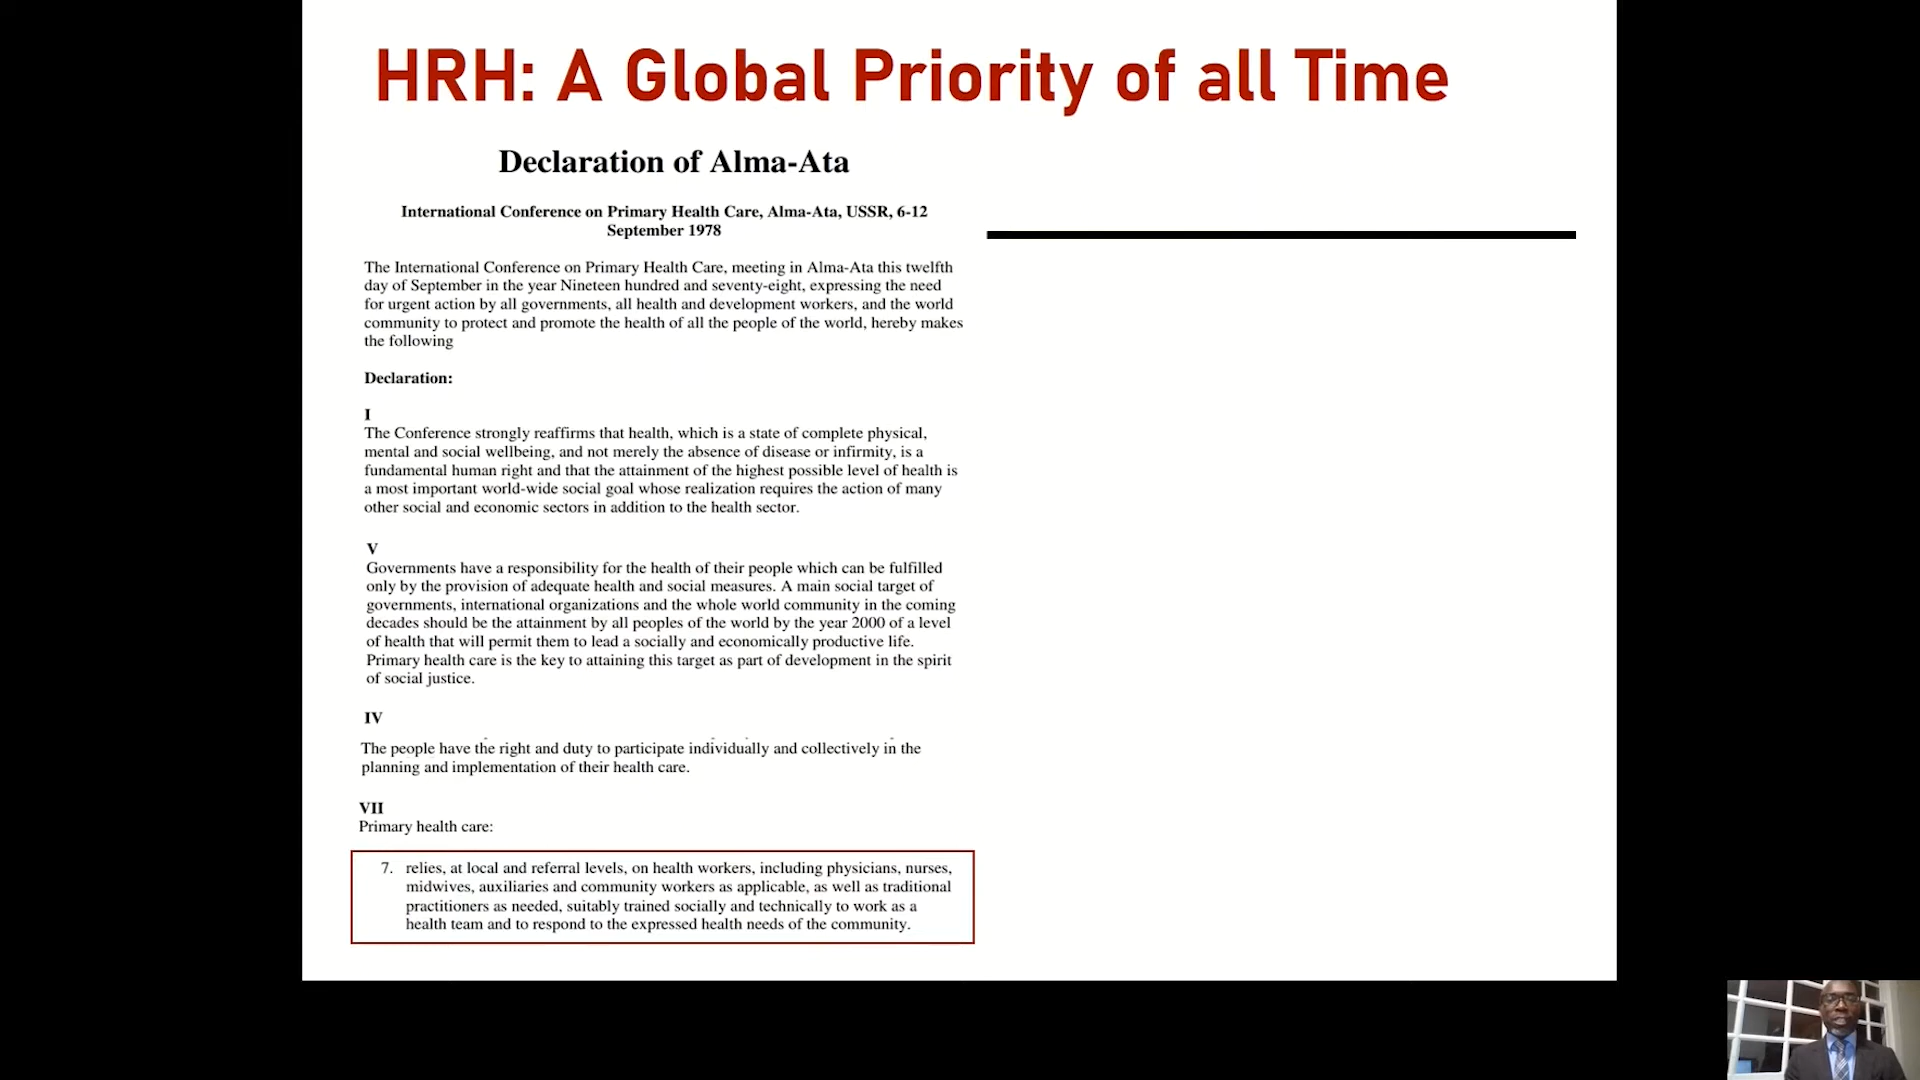 HRH: A Global Priority of all Time
Declaration of Alma-Ata
International Conference on Primary Health Care, Alma-Ata, USSR, 6-12
September 1978
The International Conference on Primary Health Care, meeting in Alma-Ata this twelfth
day of September in the year Nineteen hundred and seventy-eight, expressing the need
for urgent action by all governments, all health and development workers, and the world
community to protect and promote the health of all the people of the world, hereby makes
the following
Declaration:
I
The Conference strongly reaffirms that health, which is a state of complete physical,
mental and social wellbeing, and not merely the absence of disease or infirmity, is a
fundamental human right and that the attainment of the highest possible level of health is
a most important world-wide social goal whose realization requires the action of many
other social and economic sectors in addition to the health sector.
V
Governments have a responsibility for the health of their people which can be fulfilled
only by the provision of adequate health and social measures. A main social target of
governments, international organizations and the whole world community in the coming
decades should be the attainment by all peoples of the world by the year 2000 of a level
of health that will permit them to lead a socially and economically productive life.
Primary health care is the key to attaining this target as part of development in the spirit
of social justice.
IV
The people have the right and duty to participate individually and collectively in the
planning and implementation of their health care.
VII
Primary health care:
7. relies, at local and referral levels, on health workers, including physicians, nurses,
midwives, auxiliaries and community workers as applicable, as well as traditional
practitioners as needed, suitably trained socially and technically to work as a
health team and to respond to the expressed health needs of the community.